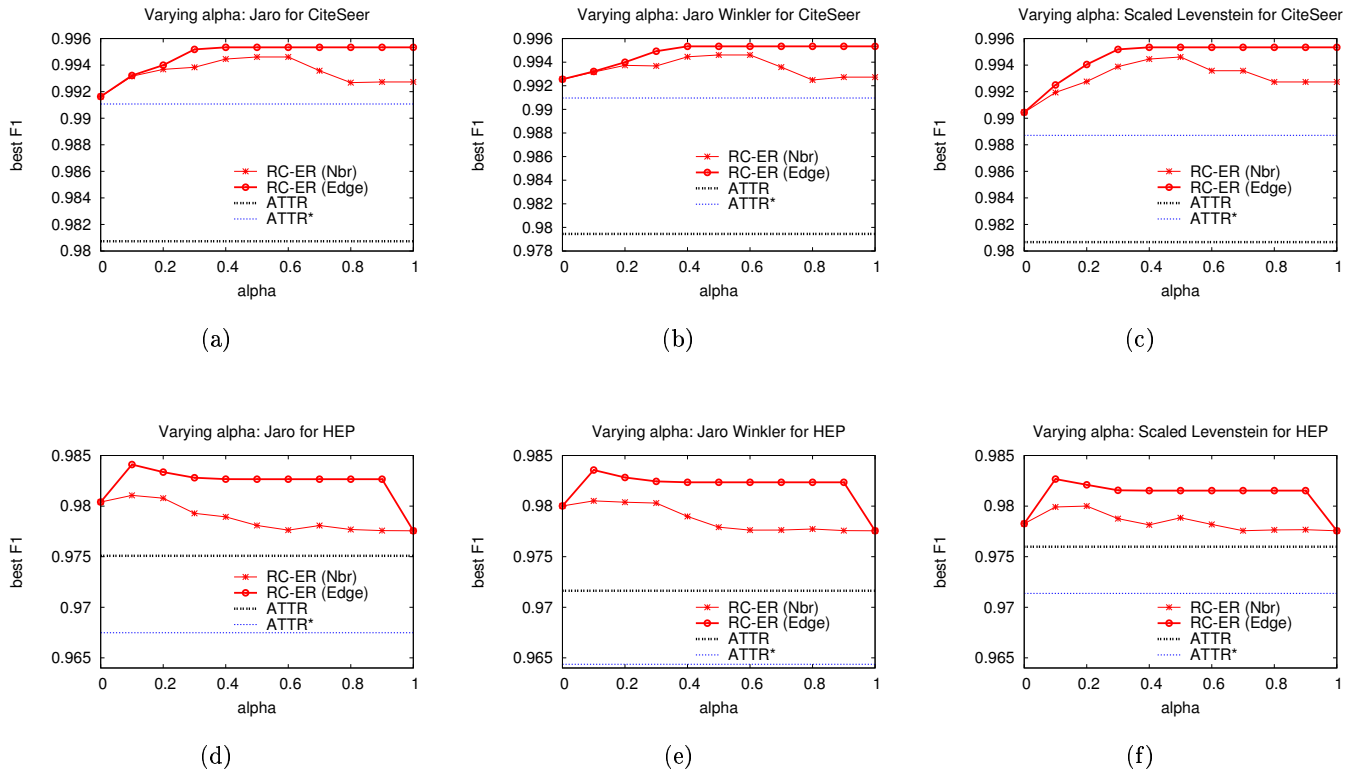 Varying alpha: Jaro for CiteSeer
best F1
0.996
0.994
0.992
0.99
0.988
0.986
0.984
0.982
0.98
RC-ER (Nbr)
RC-ER (Edge)
ATTR
ATTR*
0 0.2 0.4 0.6 0.8 1
alpha
(a)
Varying alpha: Jaro Winkler for CiteSeer
best F1
0.996
0.994
0.992
0.99
0.988
0.986
0.984
0.982
0.98
0.978
RC-ER (Nbr)
RC-ER (Edge)
ATTR
ATTR*
0 0.2 0.4 0.6 0.8 1
alpha
(b)
Varying alpha: Scaled Levenstein for CiteSeer
best F1
0.996
0.994
0.992
0.99
0.988
0.986
0.984
0.982
0.98
RC-ER (Nbr)
RC-ER (Edge)
ATTR
ATTR*
0 0.2 0.4 0.6 0.8 1
alpha
(c)
Varying alpha: Jaro for HEP
best F1
0.985
0.98
0.975
0.97
0.965
RC-ER (Nbr)
RC-ER (Edge)
ATTR
ATTR*
0 0.2 0.4 0.6 0.8 1
alpha
(d)
Varying alpha: Jaro Winkler for HEP
best F1
0.985
0.98
0.975
0.97
0.965
RC-ER (Nbr)
RC-ER (Edge)
ATTR
ATTR*
0 0.2 0.4 0.6 0.8 1
alpha
(e)
Varying alpha: Scaled Levenstein for HEP
best F1
0.985
0.98
0.975
0.97
0.965
RC-ER (Nbr)
RC-ER (Edge)
ATTR
ATTR*
0 0.2 0.4 0.6 0.8 1
alpha
(f)